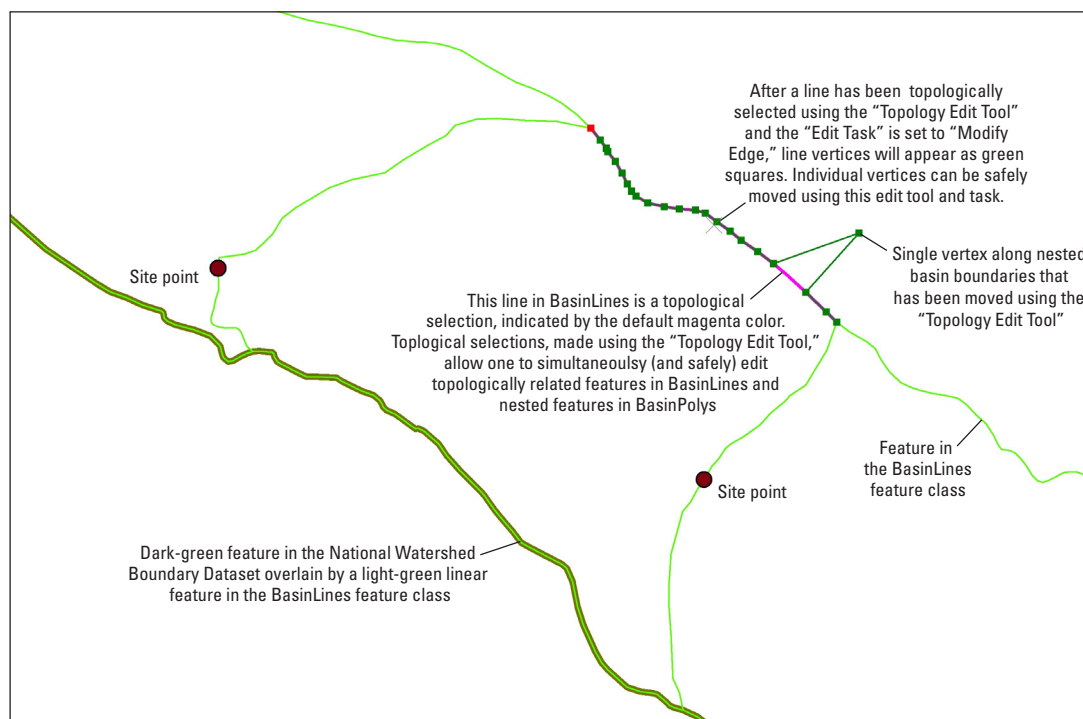 After a line has been topologically
selected using the “Topology Edit Tool”
and the “Edit Task” is set to “Modify
Edge,” line vertices will appear as green
squares. Individual vertices can be safely
moved using this edit tool and task.
Single vertex along nested
basin boundaries that
has been moved using the
“Topology Edit Tool”
Site point
This line in BasinLines is a topological
selection, indicated by the default magenta color.
Toplogical selections, made using the “Topology Edit Tool,”
allow one to simultaneoulsy (and safely) edit
topologically related features in BasinLines and
nested features in BasinPolys
Feature in
the BasinLines
feature class
Site point
Dark-green feature in the National Watershed
Boundary Dataset overlain by a light-green linear
feature in the BasinLines feature class